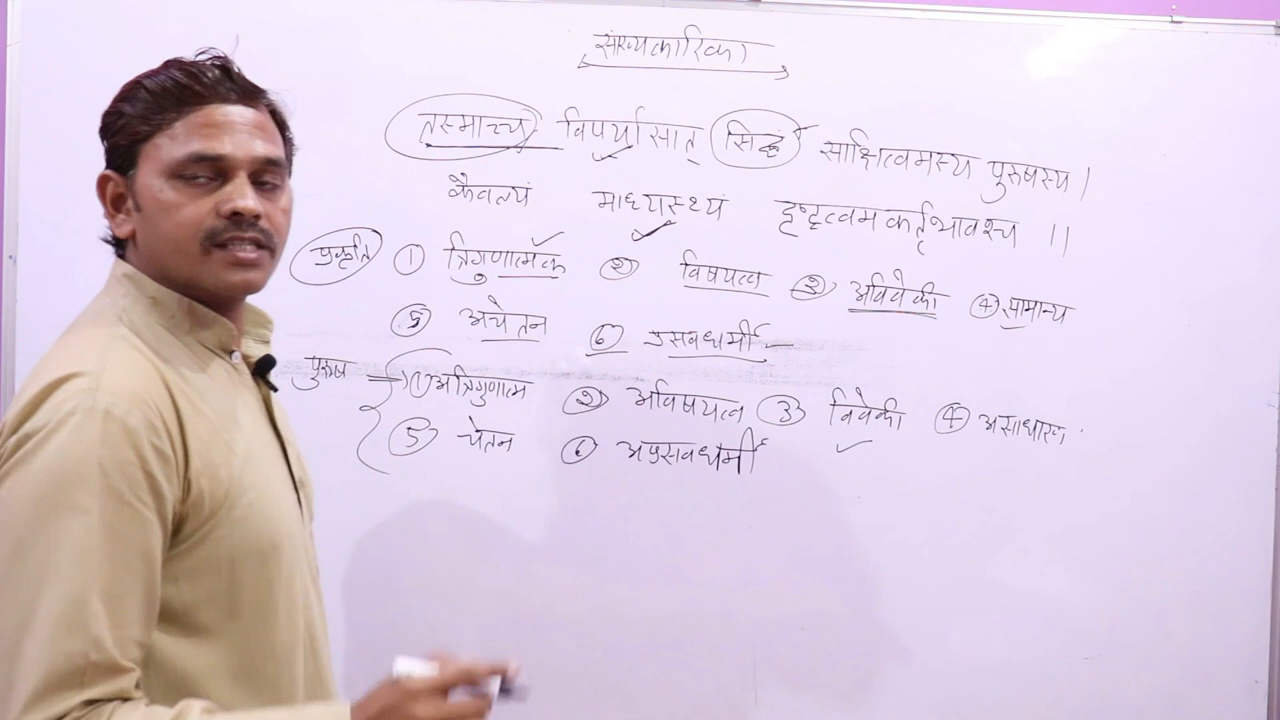 सांख्यकारिका
तस्माच्च विपर्यासात् सिद्धं साक्षित्वमस्य पुरुषस्य।
कैवल्यं माध्यस्थ्यं द्दष्टृत्वमकर्तृभावश्च ॥
प्रकृति ① त्रिगुणात्मक ② विषयत्व ③ अविवेकी ④ सामान्य
⑤ अचेतन ⑥ प्रसवधर्मी
पुरुष ① अत्रिगुणात्म ② अविषयत्व ③ विवेकी ④ असाधारण
⑤ चेतन ⑥ अप्रसवधर्मी